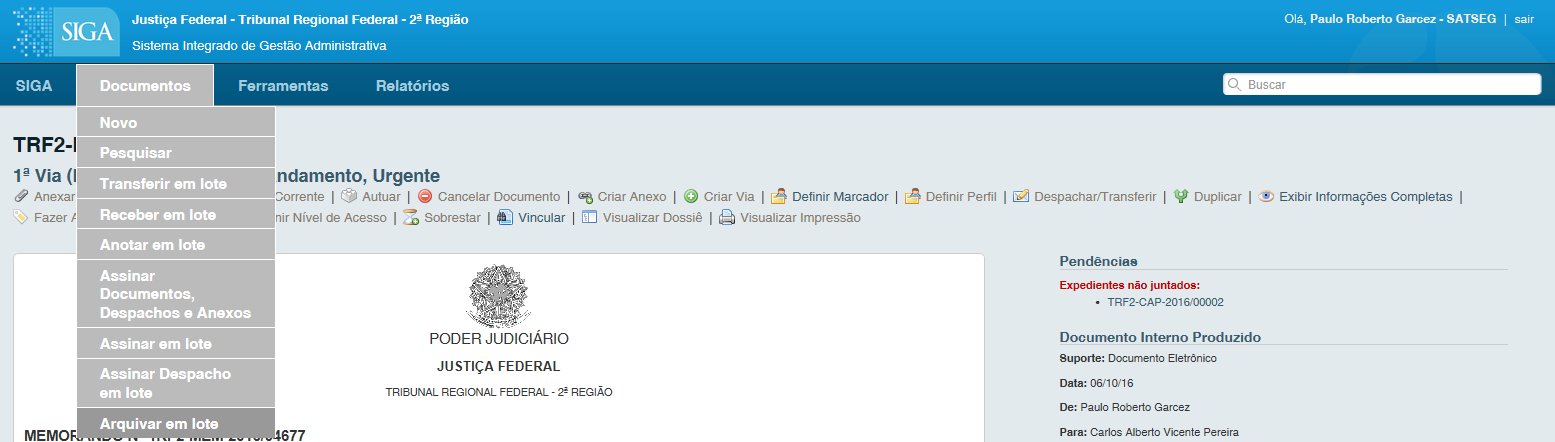 SIGA
Justiça Federal - Tribunal Regional Federal - 2ª Região
Sistema Integrado de Gestão Administrativa
Olá, Paulo Roberto Garcez - SATSEG | sair
SIGA Documentos Ferramentas Relatórios
Buscar
Novo
Pesquisar
Transferir em lote
Receber em lote
Anotar em lote
Assinar
Documentos,
Despachos e Anexos
Assinar em lote
Assinar Despacho
em lote
Arquivar em lote
TRF2-
1ª Via ( ndamento, Urgente
Anexar Corrente | Autuar | Cancelar Documento | Criar Anexo | Criar Via | Definir Marcador | Definir Perfil | Despachar/Transferir | Duplicar | Exibir Informações Completas |
Fazer A nir Nível de Acesso | Sobrestar | Vincular | Visualizar Dossiê | Visualizar Impressão
PODER JUDICIÁRIO
JUSTIÇA FEDERAL
TRIBUNAL REGIONAL FEDERAL - 2ª REGIÃO
MEMORANDO Nº TRF2-MEM-2016/04677
Pendências
Expedientes não juntados:
• TRF2-CAP-2016/00002
Documento Interno Produzido
Suporte: Documento Eletrônico
Data: 06/10/16
De: Paulo Roberto Garcez
Para: Carlos Alberto Vicente Pereira